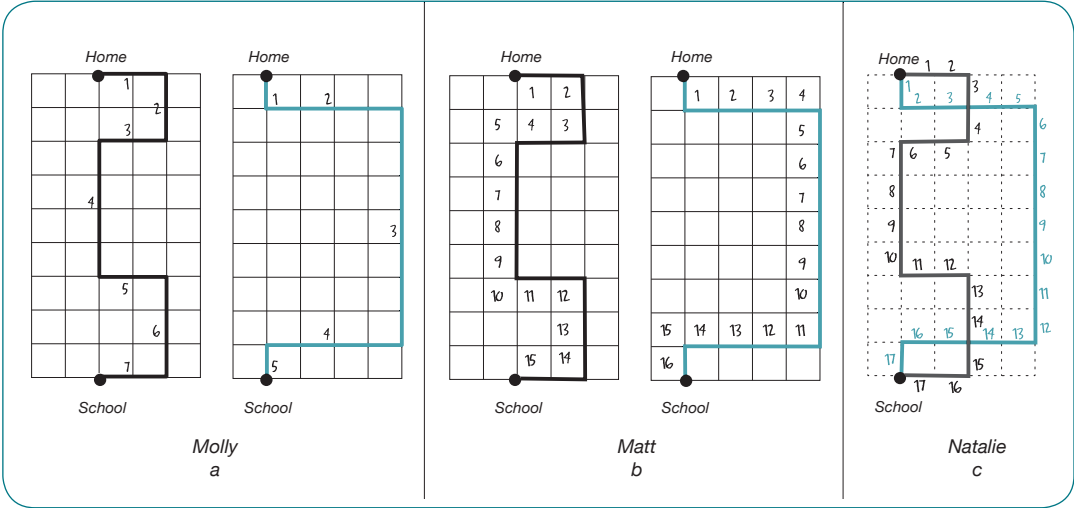 Home
1
2
3
4
5
6
7
School
Home
1 2
3
4
5
School
Molly
a
Home
1 2
5 4 3
6
7
8
9
10 11 12
13
15 14
School
Home
1 2 3 4
5
6
7
8
9
10
15 14 13 12 11
16
School
Matt
b
Home 1 2
1 3
2 3 4 5
4 6
7 6 5 7
8 8
9 9
10 11 12 10
13 11
14
16 15 14 13 12
17 15
17 16
School
Natalie
c